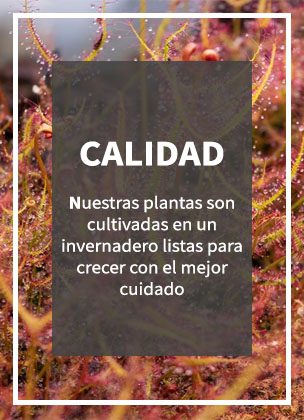 CALIDAD
Nuestras plantas son
cultivadas en un
invernadero listas para
crecer con el mejor
cuidado